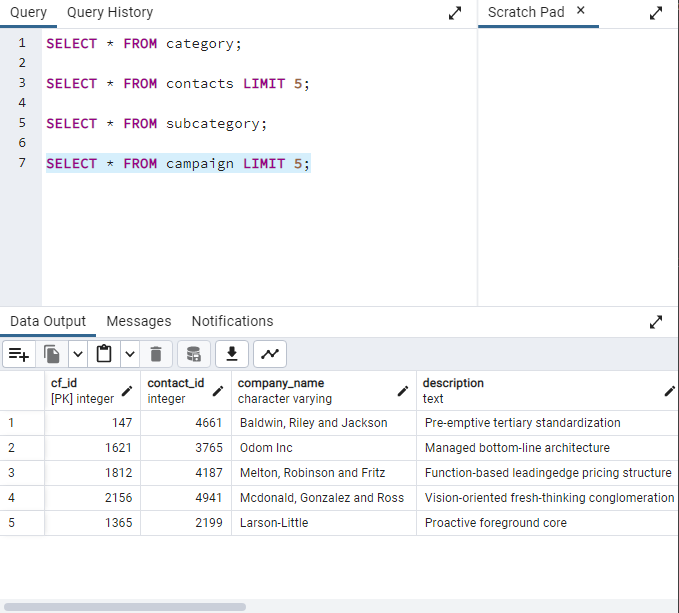 Query Query History Scratch Pad ×
1 SELECT * FROM category;
2
3 SELECT * FROM contacts LIMIT 5;
4
5 SELECT * FROM subcategory;
6
7 SELECT * FROM campaign LIMIT 5;
Data Output Messages Notifications
cf_id contact_id company_name description
[PK] integer integer character varying text
1 147 4661 Baldwin, Riley and Jackson Pre-emptive tertiary standardization
2 1621 3765 Odom Inc Managed bottom-line architecture
3 1812 4187 Melton, Robinson and Fritz Function-based leadingedge pricing structure
4 2156 4941 Mcdonald, Gonzalez and Ross Vision-oriented fresh-thinking conglomeration
5 1365 2199 Larson-Little Proactive foreground core